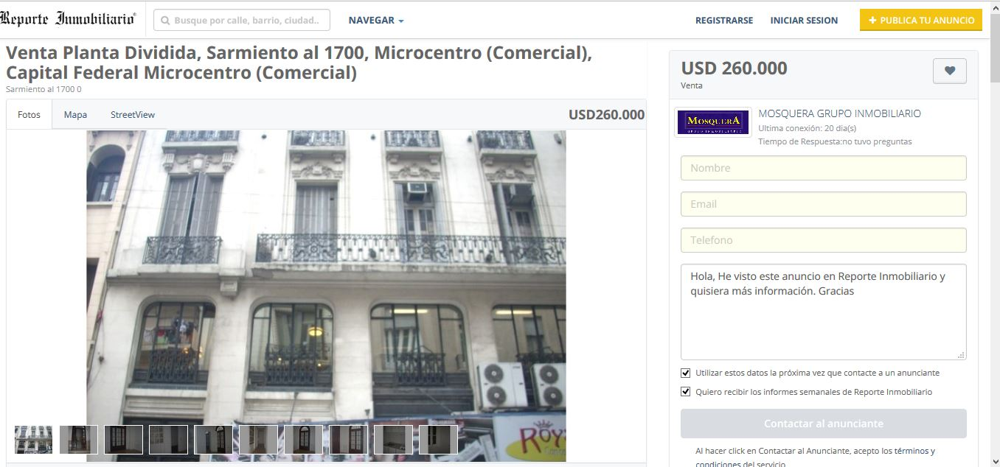 Reporte Inmobiliario®
Busque por calle, barrio, ciudad..
NAVEGAR
REGISTRARSE
INICIAR SESION
+ PUBLICA TU ANUNCIO
Venta Planta Dividida, Sarmiento al 1700, Microcentro (Comercial),
Capital Federal Microcentro (Comercial)
Sarmiento al 1700 0
Fotos
Mapa
StreetView
USD260.000
USD 260.000
Venta
MOSQUERA
MOSQUERA GRUPO INMOBILIARIO
Ultima conexión: 20 dia(s)
Tiempo de Respuesta:no tuvo preguntas
Nombre
Email
Telefono
Hola, He visto este anuncio en Reporte Inmobiliario y
quisiera más información. Gracias
Utilizar estos datos la próxima vez que contacte a un anunciante
Quiero recibir los informes semanales de Reporte Inmobiliario
Contactar al anunciante
Al hacer click en Contactar al Anunciante, acepto los términos y
condiciones del servicio